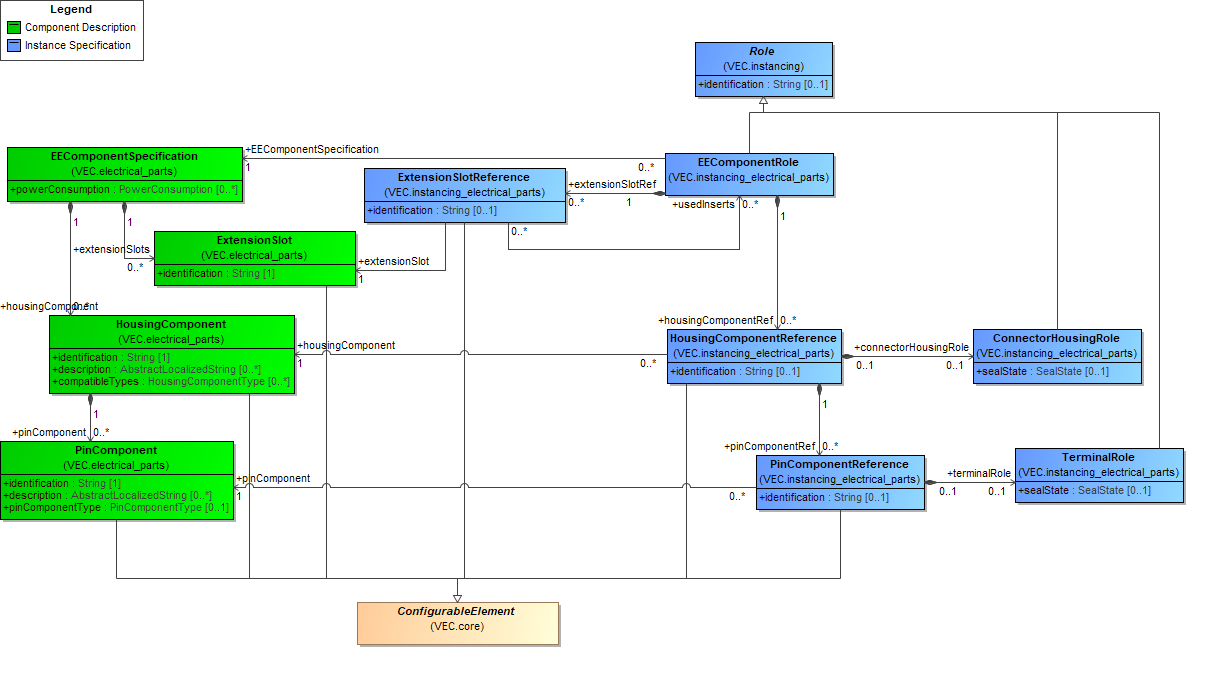 Legend
Component Description
Instance Specification
Role
(VEC.instancing)
+identification : String [0..1]
+EEComponentSpecification
1
0..*
EEComponentSpecification
(VEC.electrical_parts)
+powerConsumption : PowerConsumption [0..*]
EEComponentRole
(VEC.instancing_electrical_parts)
ExtensionSlotReference
(VEC.instancing_electrical_parts)
+identification : String [0..1]
+extensionSlotRef
0..*
1
+usedInserts
0..*
1
0..*
1
1
+extensionSlots
0..*
ExtensionSlot
(VEC.electrical_parts)
+identification : String [1]
+extensionSlot
1
+housingComponent
0..*
+housingComponentRef
0..*
HousingComponent
(VEC.electrical_parts)
+identification : String [1]
+description : AbstractLocalizedString [0..*]
+compatibleTypes : HousingComponentType [0..*]
+housingComponent
1
0..*
HousingComponentReference
(VEC.instancing_electrical_parts)
+identification : String [0..1]
+connectorHousingRole
0..1
0..1
ConnectorHousingRole
(VEC.instancing_electrical_parts)
+sealState : SealState [0..1]
1
+pinComponent
0..*
1
+pinComponentRef
0..*
PinComponent
(VEC.electrical_parts)
+identification : String [1]
+description : AbstractLocalizedString [0..*]
+pinComponentType : PinComponentType [0..1]
+pinComponent
1
0..*
PinComponentReference
(VEC.instancing_electrical_parts)
+identification : String [0..1]
+terminalRole
0..1
0..1
TerminalRole
(VEC.instancing_electrical_parts)
+sealState : SealState [0..1]
ConfigurableElement
(VEC.core)